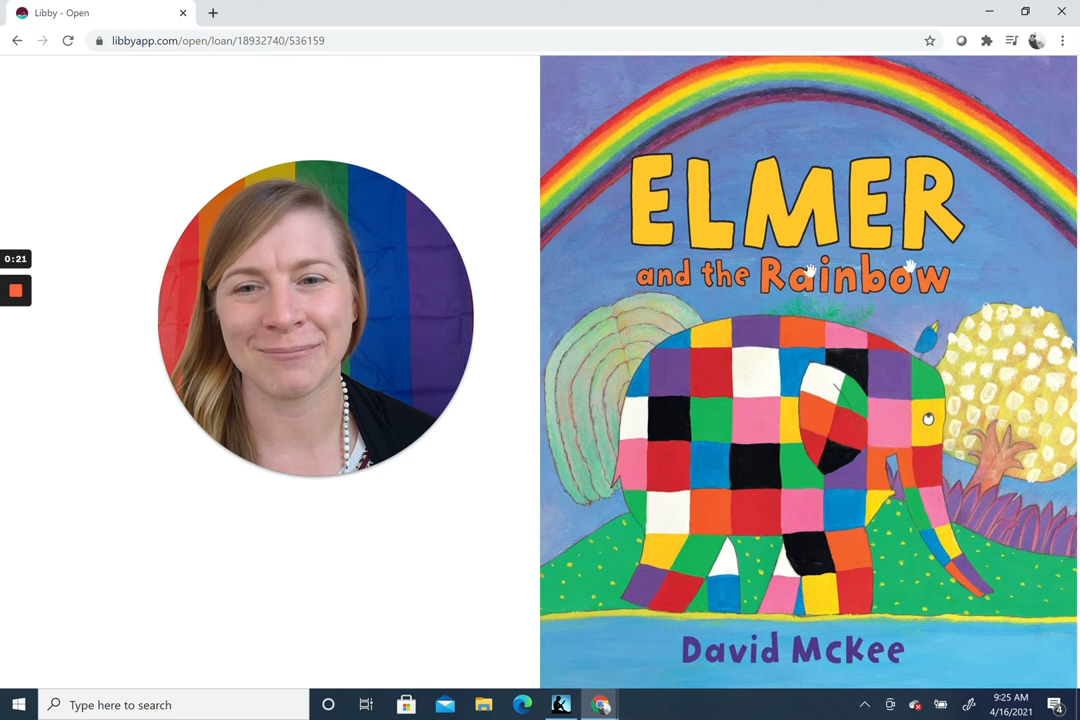 Libby - Open
libbyapp.com/open/loan/18932740/536159
0:21
ELMER
and the Rainbow
David McKee
Type here to search
9:25 AM
4/16/2021
4